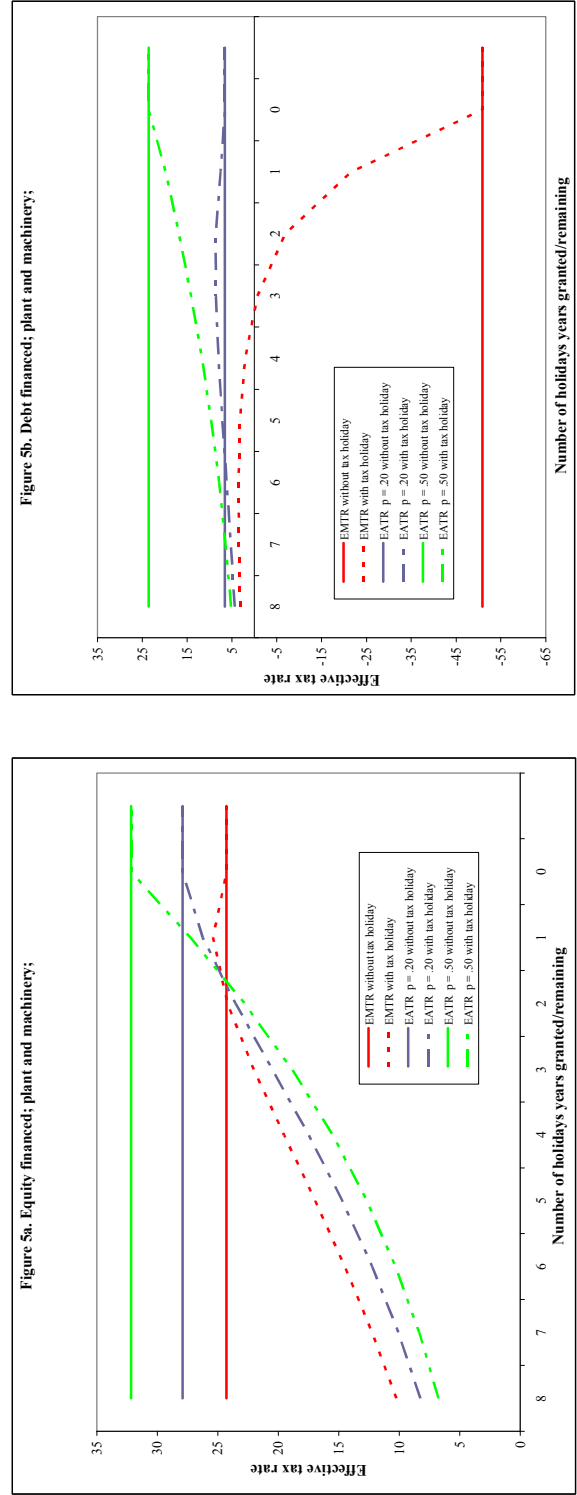 Figure 5a. Equity financed; plant and machinery;
35
30
25
20
15
10
5
0
Effective tax rate
8 7 6 5 4 3 2 1 0
Number of holidays years granted/remaining
EMTR without tax holiday
EMTR with tax holiday
EATR p = .20 without tax holiday
EATR p = .20 with tax holiday
EATR p = .50 without tax holiday
EATR p = .50 with tax holiday
Figure 5b. Debt financed; plant and machinery;
35
25
15
5
-5
-15
-25
-35
-45
-55
-65
Effective tax rate
8 7 6 5 4 3 2 1 0
Number of holidays years granted/remaining
EMTR without tax holiday
EMTR with tax holiday
EATR p = .20 without tax holiday
EATR p = .20 with tax holiday
EATR p = .50 without tax holiday
EATR p = .50 with tax holiday